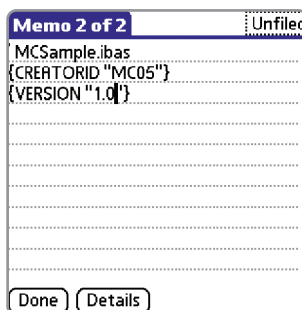 Memo 2 of 2
Unfiled
' MCSample.ibas
{CREATORID "MC05"}
{VERSION "1.0"}
Done
Details